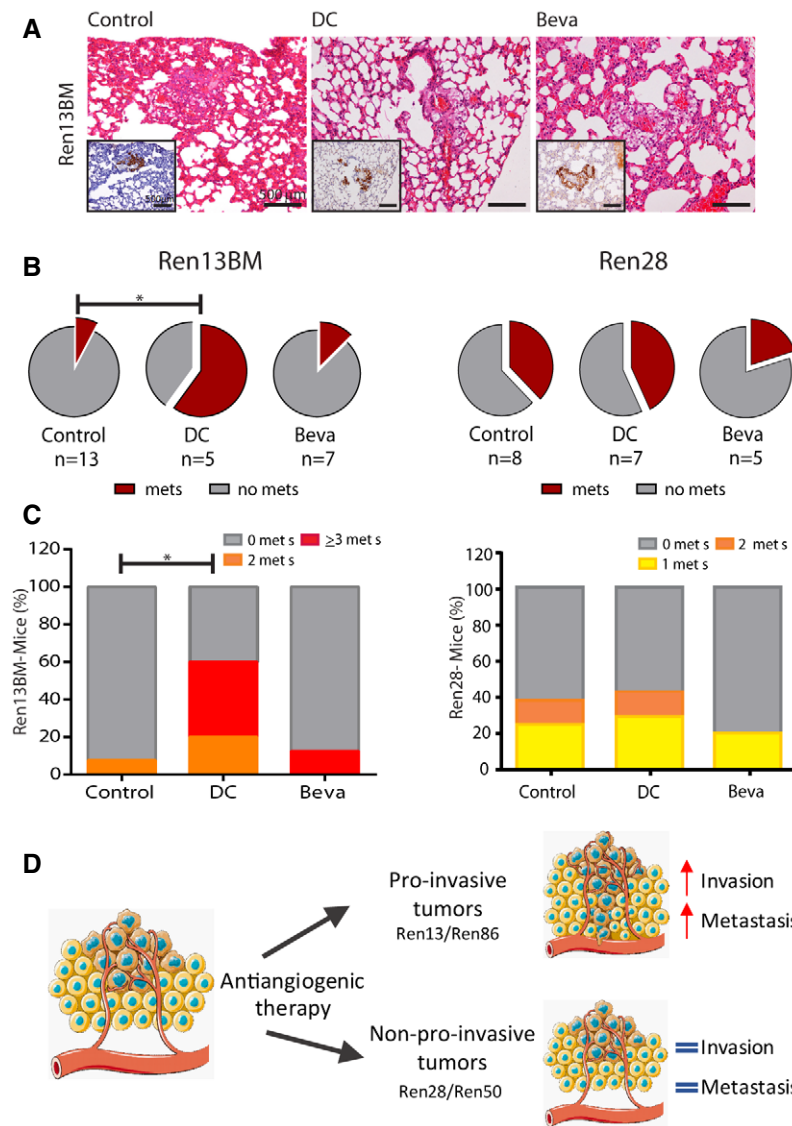 A
Control
DC
Beva
Ren13BM
500 µm
500µm
B
Ren13BM
Ren28
*
Control
n=13
DC
n=5
Beva
n=7
Control
n=8
DC
n=7
Beva
n=5
mets
no mets
mets
no mets
C
120
100
80
60
40
20
0
Ren13BM-Mice (%)
0 met s
≥3 met s
2 met s
*
Control
DC
Beva
120
100
80
60
40
20
0
Ren28- Mice (%)
0 met s
2 met s
1 met s
Control
DC
Beva
D
Antiangiogenic
therapy
Pro-invasive
tumors
Ren13/Ren86
Invasion
Metastasis
Non-pro-invasive
tumors
Ren28/Ren50
Invasion
Metastasis